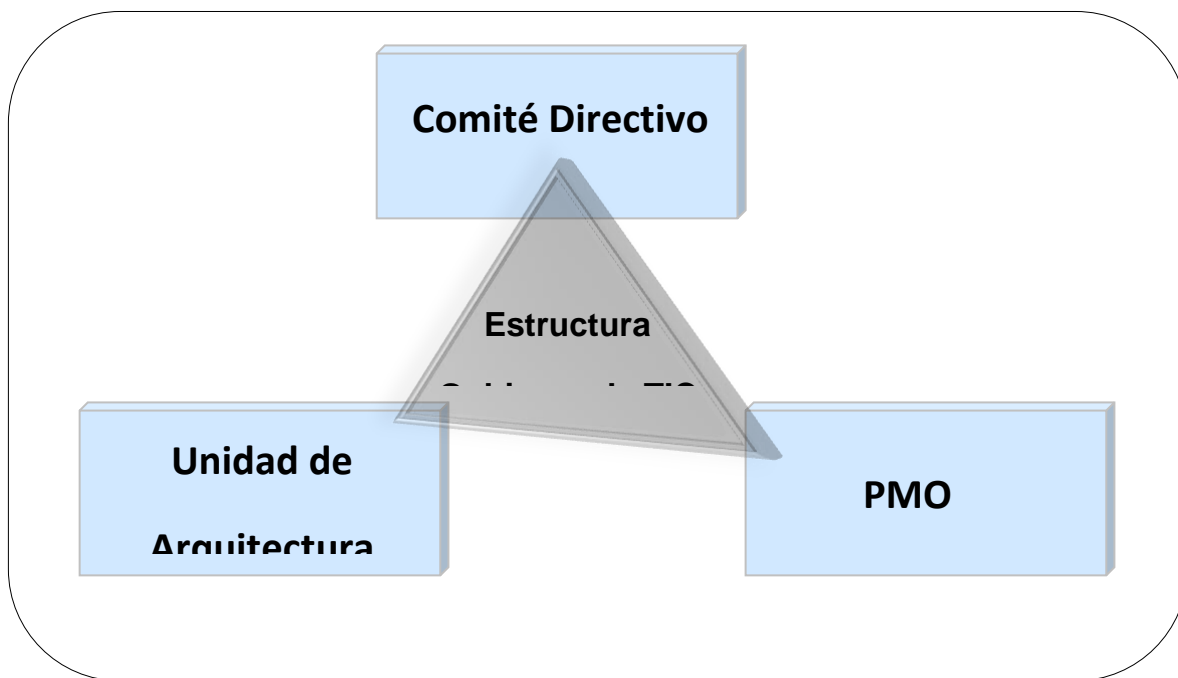 Comité Directivo
Estructura
Unidad de
Arquitectura
PMO